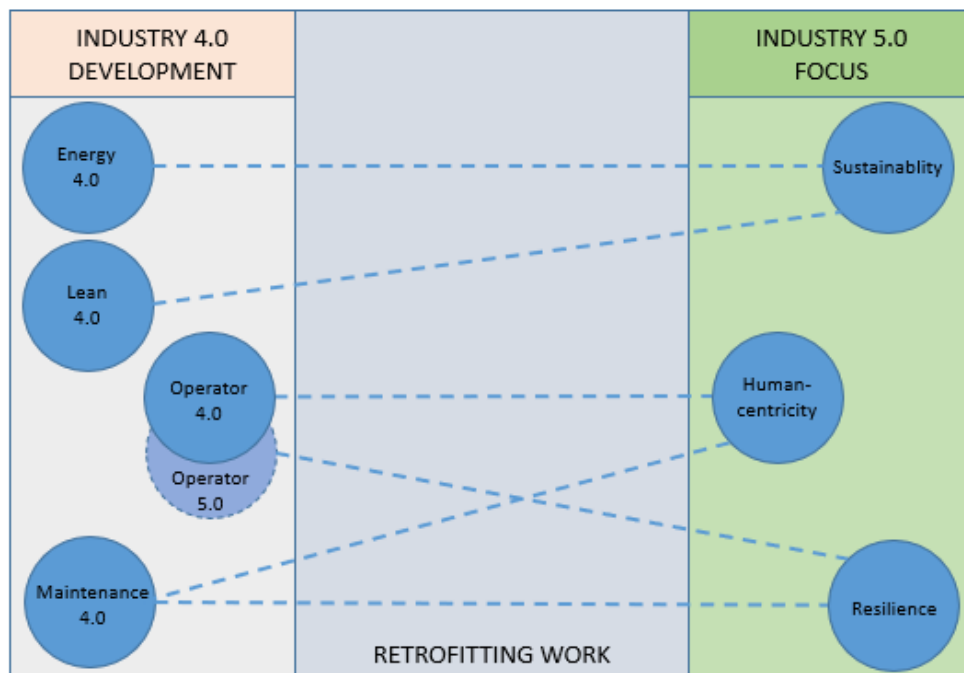 INDUSTRY 4.0
DEVELOPMENT
INDUSTRY 5.0
FOCUS
Energy
4.0
Sustainablity
Lean
4.0
Operator
4.0
Human-
centricity
Operator
5.0
Maintenance
4.0
Resilience
RETROFITTING WORK